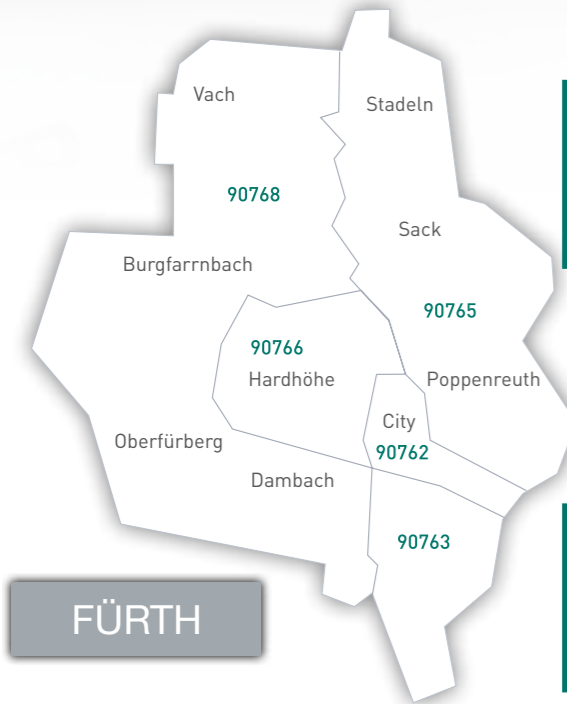 Vach
Stadeln
90768
Sack
Burgfarrnbach
90765
90766
Hardhöhe
Poppenreuth
City
Oberfürberg
90762
Dambach
90763
FÜRTH